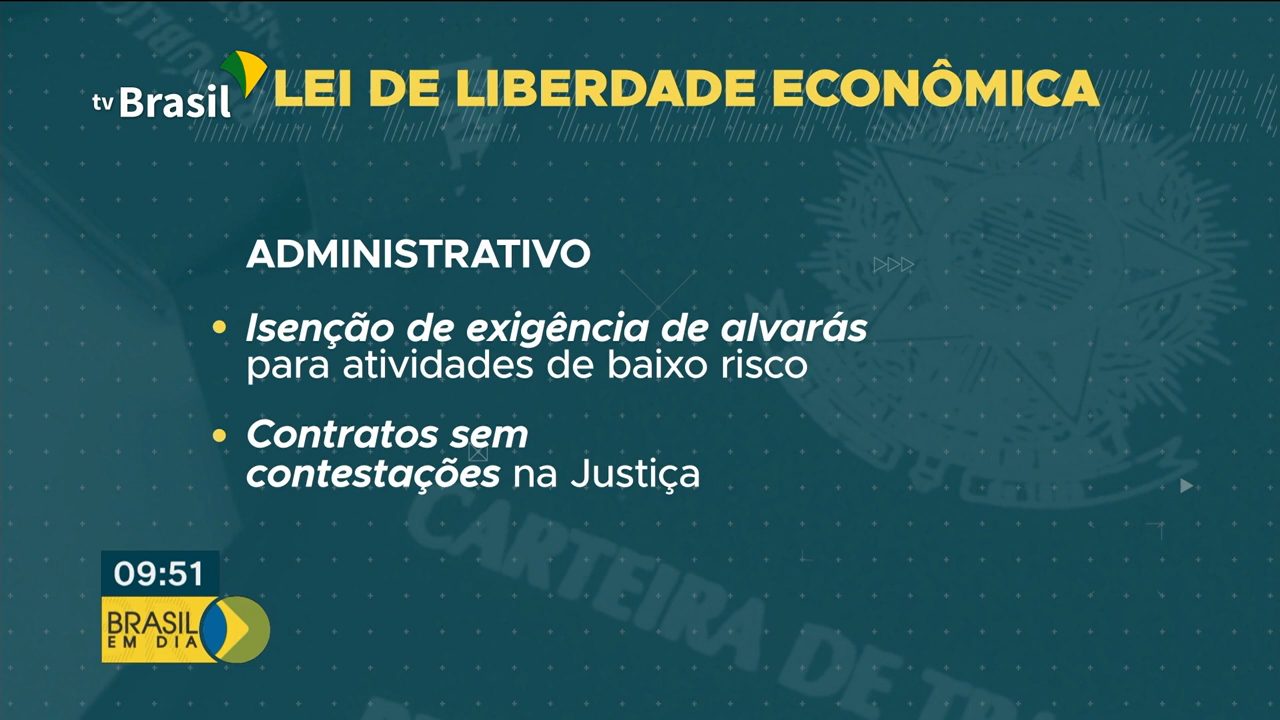 tv Brasil
LEI DE LIBERDADE ECONÔMICA
ADMINISTRATIVO
• Isenção de exigência de alvarás
para atividades de baixo risco
• Contratos sem
contestações na Justiça
CARTEIRA DE TR
09:51
BRASIL
EM DIA